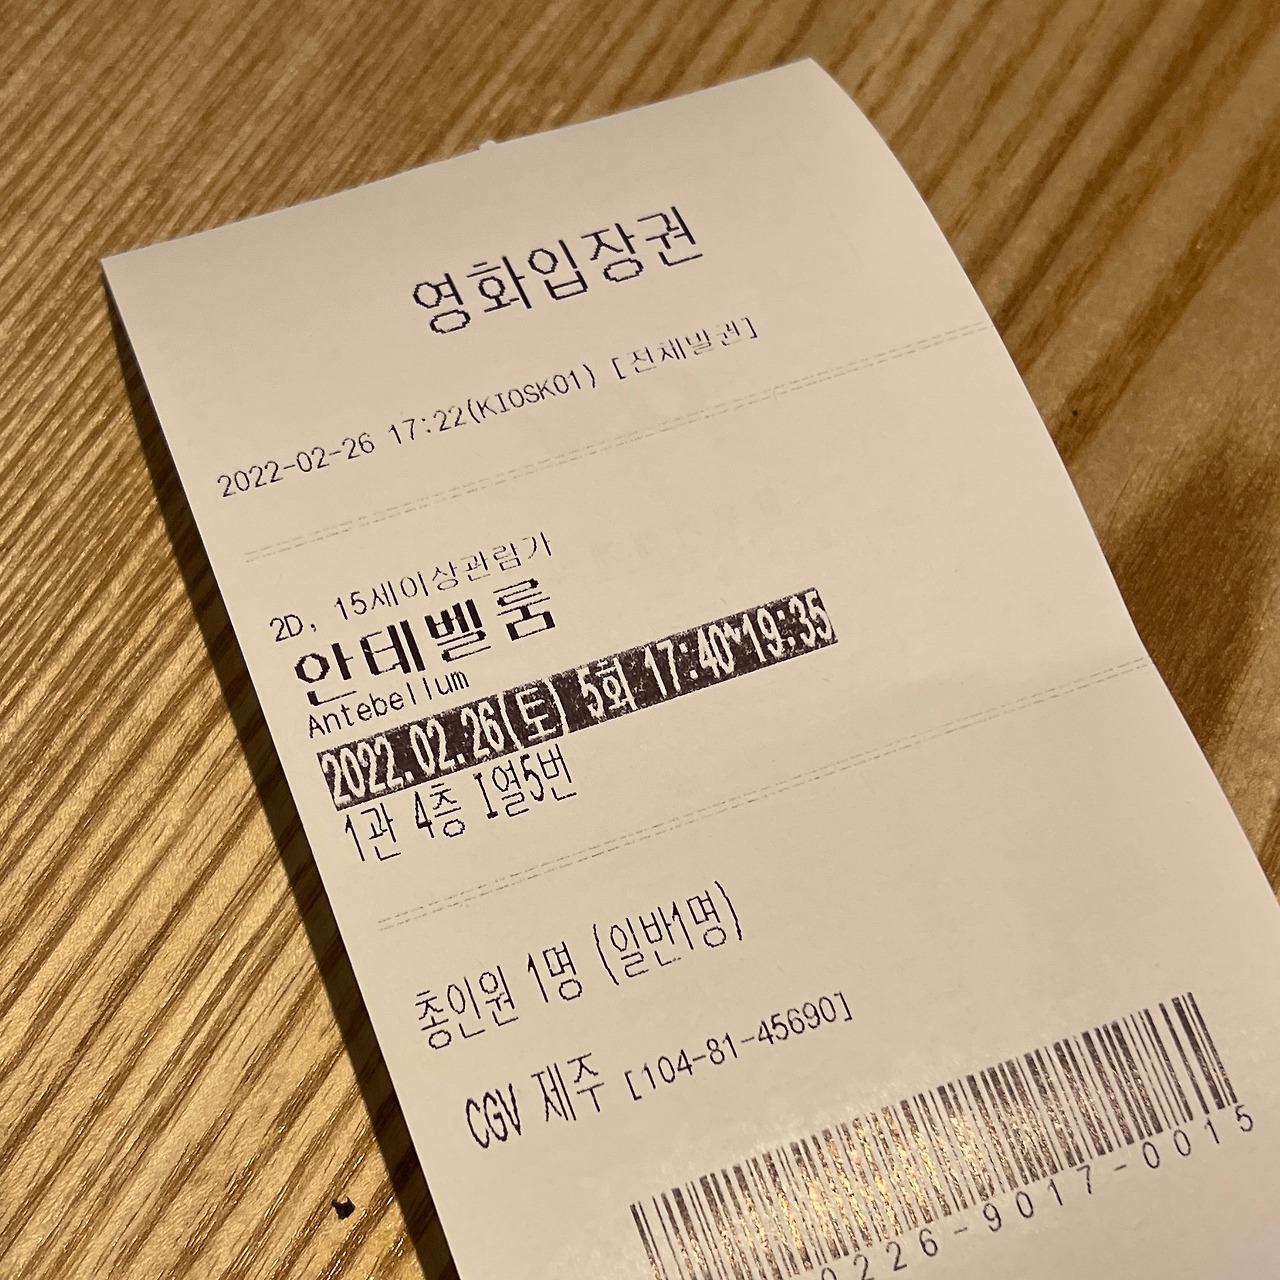 영화입장권
2022-02-26 17:22(KIOSK01) [전체발권]
2D, 15세이상관람가
안테벨룸
Antebellum
2022.02.26(토) 5회 17:40~19:35
1관 4층 I열5번
총인원 1명 (일반1명)
CGV 제주 [104-81-45690]
0226-9017-0015